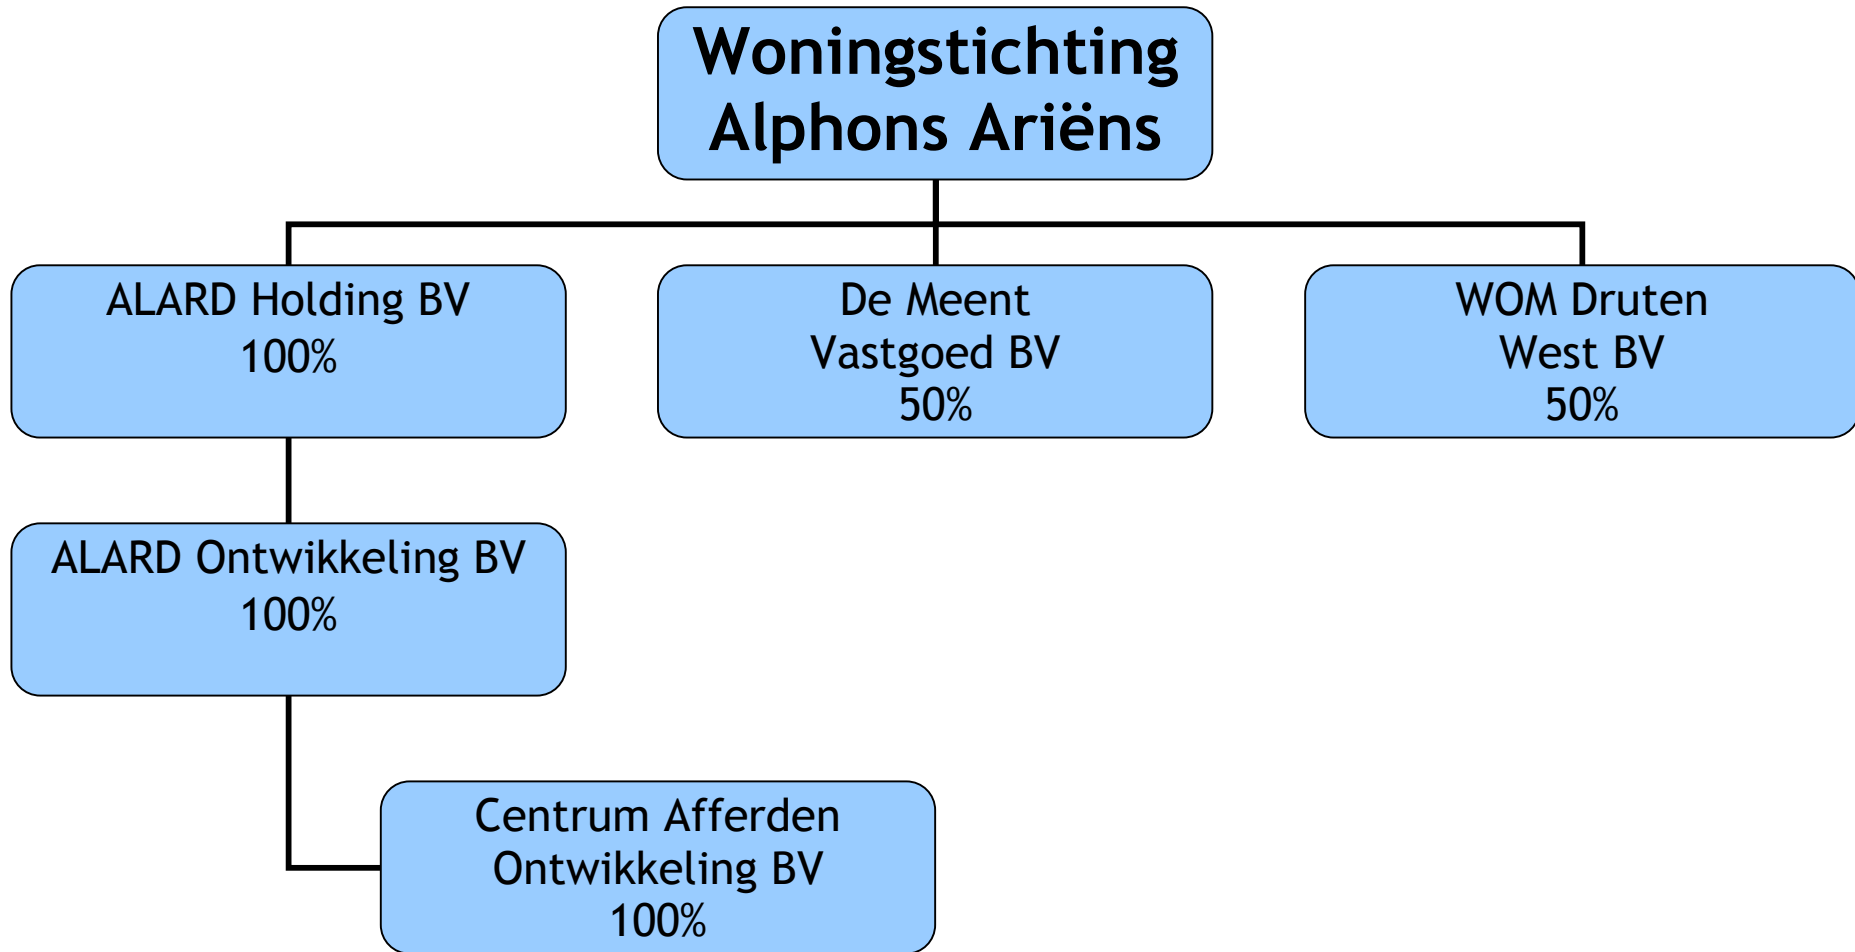 Woningstichting
Alphons Ariëns
ALARD Holding BV
100%
De Meent
Vastgoed BV
50%
WOM Druten
West BV
50%
ALARD Ontwikkeling BV
100%
Centrum Afferden
Ontwikkeling BV
100%